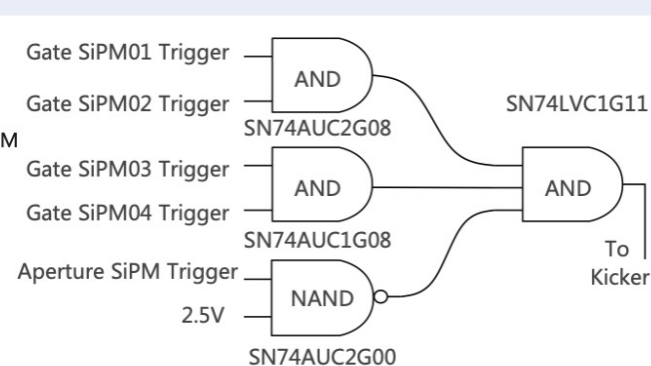 Gate SiPM01 Trigger
Gate SiPM02 Trigger
AND
SN74AUC2G08
SN74LVC1G11
M
Gate SiPM03 Trigger
Gate SiPM04 Trigger
AND
SN74AUC1G08
AND
To
Kicker
Aperture SiPM Trigger
2.5V
NAND
SN74AUC2G00